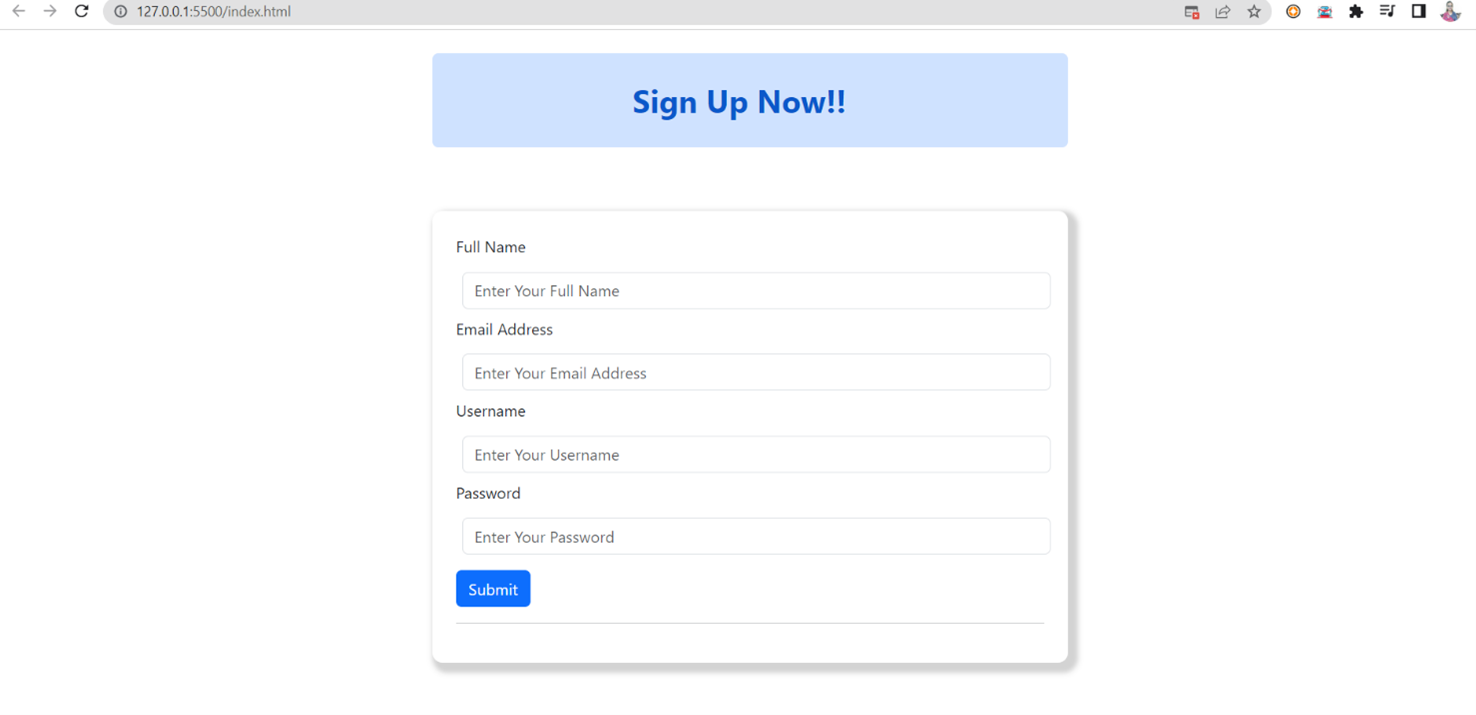 127.0.0.1:5500/index.html
Sign Up Now!!
Full Name
Enter Your Full Name
Email Address
Enter Your Email Address
Username
Enter Your Username
Password
Enter Your Password
Submit